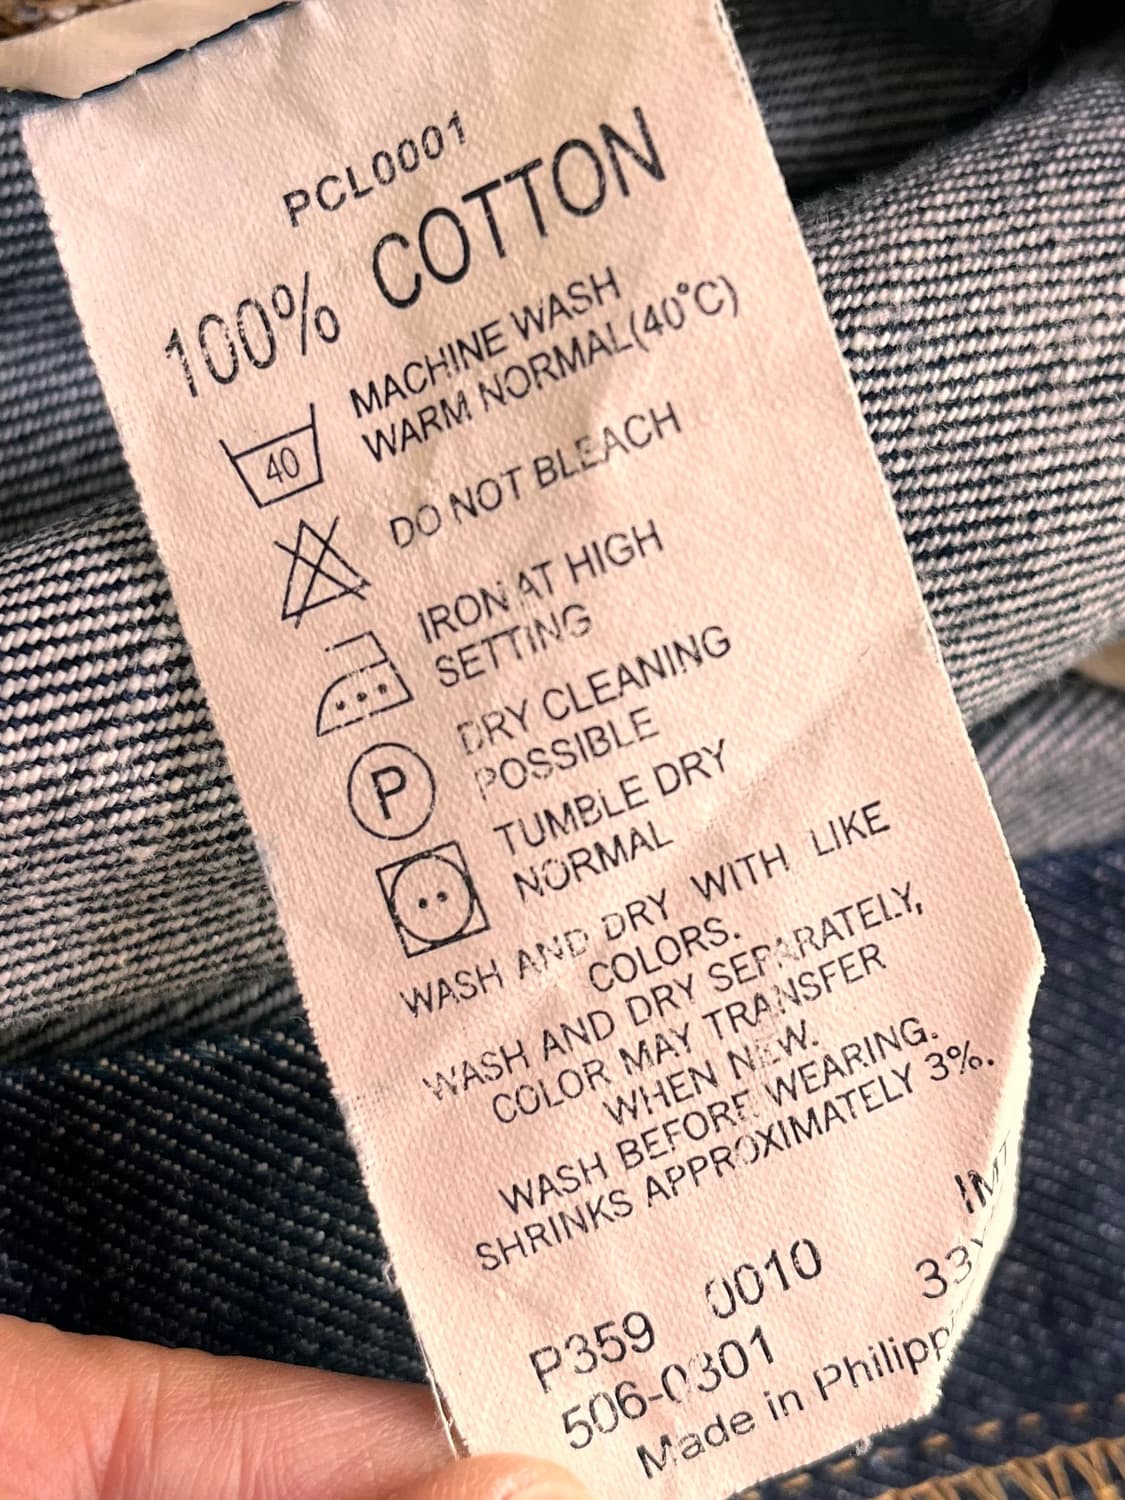 PCL0001
100% COTTON
40
MACHINE WASH
WARM NORMAL(40°C)
DO NOT BLEACH
IRON AT HIGH
SETTING
P
DRY CLEANING
POSSIBLE
TUMBLE DRY
NORMAL
WASH AND DRY WITH LIKE
COLORS.
WASH AND DRY SEPARATELY,
COLOR MAY TRANSFER
WHEN NEW.
WASH BEFORE WEARING.
SHRINKS APPROXIMATELY 3%.
P359 0010
506-0301
Made in